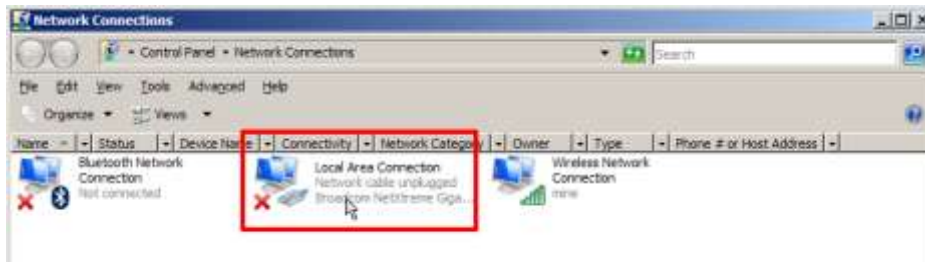 Network Connections
Control Panel Network Connections
Search
File Edit View Tools Advanced Help
Organize Views
Name Status Device Name Connectivity Network Category Owner Type Phone # or Host Address
Bluetooth Network
Connection
Not connected
Local Area Connection
Network cable unplugged
Broadcom NetXtreme Giga...
Wireless Network
Connection
mine